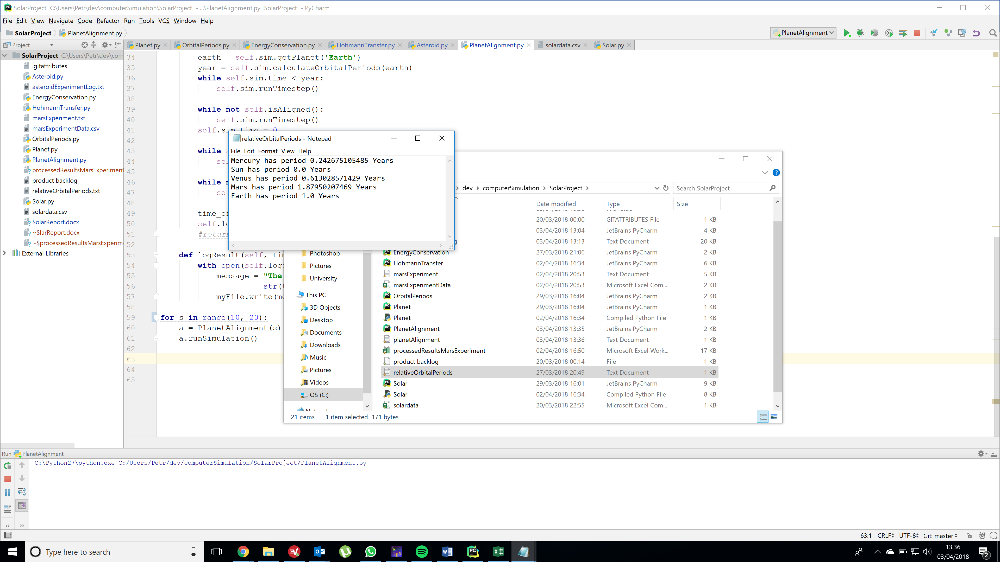 SolarProject [C:\Users\Petr\dev\computerSimulation\SolarProject] - ...\PlanetAlignment.py [SolarProject] - PyCharm
File Edit View Navigate Code Refactor Run Tools VCS Window Help
SolarProject PlanetAlignment.py
PlanetAlignment
Project
Planet.py OrbitalPeriods.py EnergyConservation.py HohmannTransfer.py Asteroid.py PlanetAlignment.py solardata.csv Solar.py
SolarProject C:\Users\Petr\dev\com
.gitattributes
Asteroid.py
asteroidExperimentLog.txt
EnergyConservation.py
HohmannTransfer.py
marsExperiment.txt
marsExperimentData.csv
OrbitalPeriods.py
Planet.py
PlanetAlignment.py
processedResultsMarsExperiment
product backlog
relativeOrbitalPeriods.txt
Solar.py
solardata.csv
SolarReport.docx
~$larReport.docx
~$processedResultsMarsExperim
External Libraries
34 earth = self.sim.getPlanet('Earth')
35 year = self.sim.calculateOrbitalPeriods(earth)
36 while self.sim.time < year:
37 self.sim.runTimestep()
38
39 while not self.isAligned():
40 self.sim.runTimestep()
41 self.sim.time = 0
42
43 while
44
45
46 while
47
48
49 time_of
50
51 #return
52
53 def logResult(self, tim
54 with open(self.log
55 message = "The
56 str(
57 myFile.write(me
58
59 for s in range(10, 20):
60 a = PlanetAlignment(s)
61 a.runSimulation()
62
63
64
65
relativeOrbitalPeriods - Notepad
File Edit Format View Help
Mercury has period 0.242675105485 Years
Sun has period 0.0 Years
Venus has period 0.613028571429 Years
Mars has period 1.87950207469 Years
Earth has period 1.0 Years
dev computerSimulation SolarProject
Search SolarProject
Date modified Type Size
20/03/2018 00:00 GITATTRIBUTES File 1 KB
03/04/2018 13:04 JetBrains PyCharm 4 KB
03/04/2018 13:13 Text Document 20 KB
EnergyConservation 27/03/2018 21:06 JetBrains PyCharm 2 KB
HohmannTransfer 02/04/2018 16:34 JetBrains PyCharm 6 KB
marsExperiment 02/04/2018 20:53 Text Document 5 KB
marsExperimentData 02/04/2018 20:53 Microsoft Excel Com... 2 KB
OrbitalPeriods 29/03/2018 16:04 JetBrains PyCharm 2 KB
Planet 29/03/2018 16:04 JetBrains PyCharm 1 KB
Planet 02/04/2018 16:34 Compiled Python File 1 KB
PlanetAlignment 03/04/2018 13:35 JetBrains PyCharm 2 KB
planetAlignment 03/04/2018 13:36 Text Document 1 KB
processedResultsMarsExperiment 02/04/2018 16:50 Microsoft Excel Work... 17 KB
product backlog 20/03/2018 00:14 File 1 KB
relativeOrbitalPeriods 27/03/2018 20:49 Text Document 1 KB
Solar 29/03/2018 16:01 JetBrains PyCharm 9 KB
Solar 02/04/2018 16:34 Compiled Python File 8 KB
solardata 20/03/2018 22:55 Microsoft Excel Com... 1 KB
Photoshop
Pictures
University
This PC
3D Objects
Desktop
Documents
Downloads
Music
Pictures
Videos
OS (C:)
21 items 1 item selected 171 bytes
Run PlanetAlignment
C:\Python27\python.exe C:/Users/Petr/dev/computerSimulation/SolarProject/PlanetAlignment.py
63:1 CRLF UTF-8 Git: master
Type here to search
13:36
03/04/2018
2